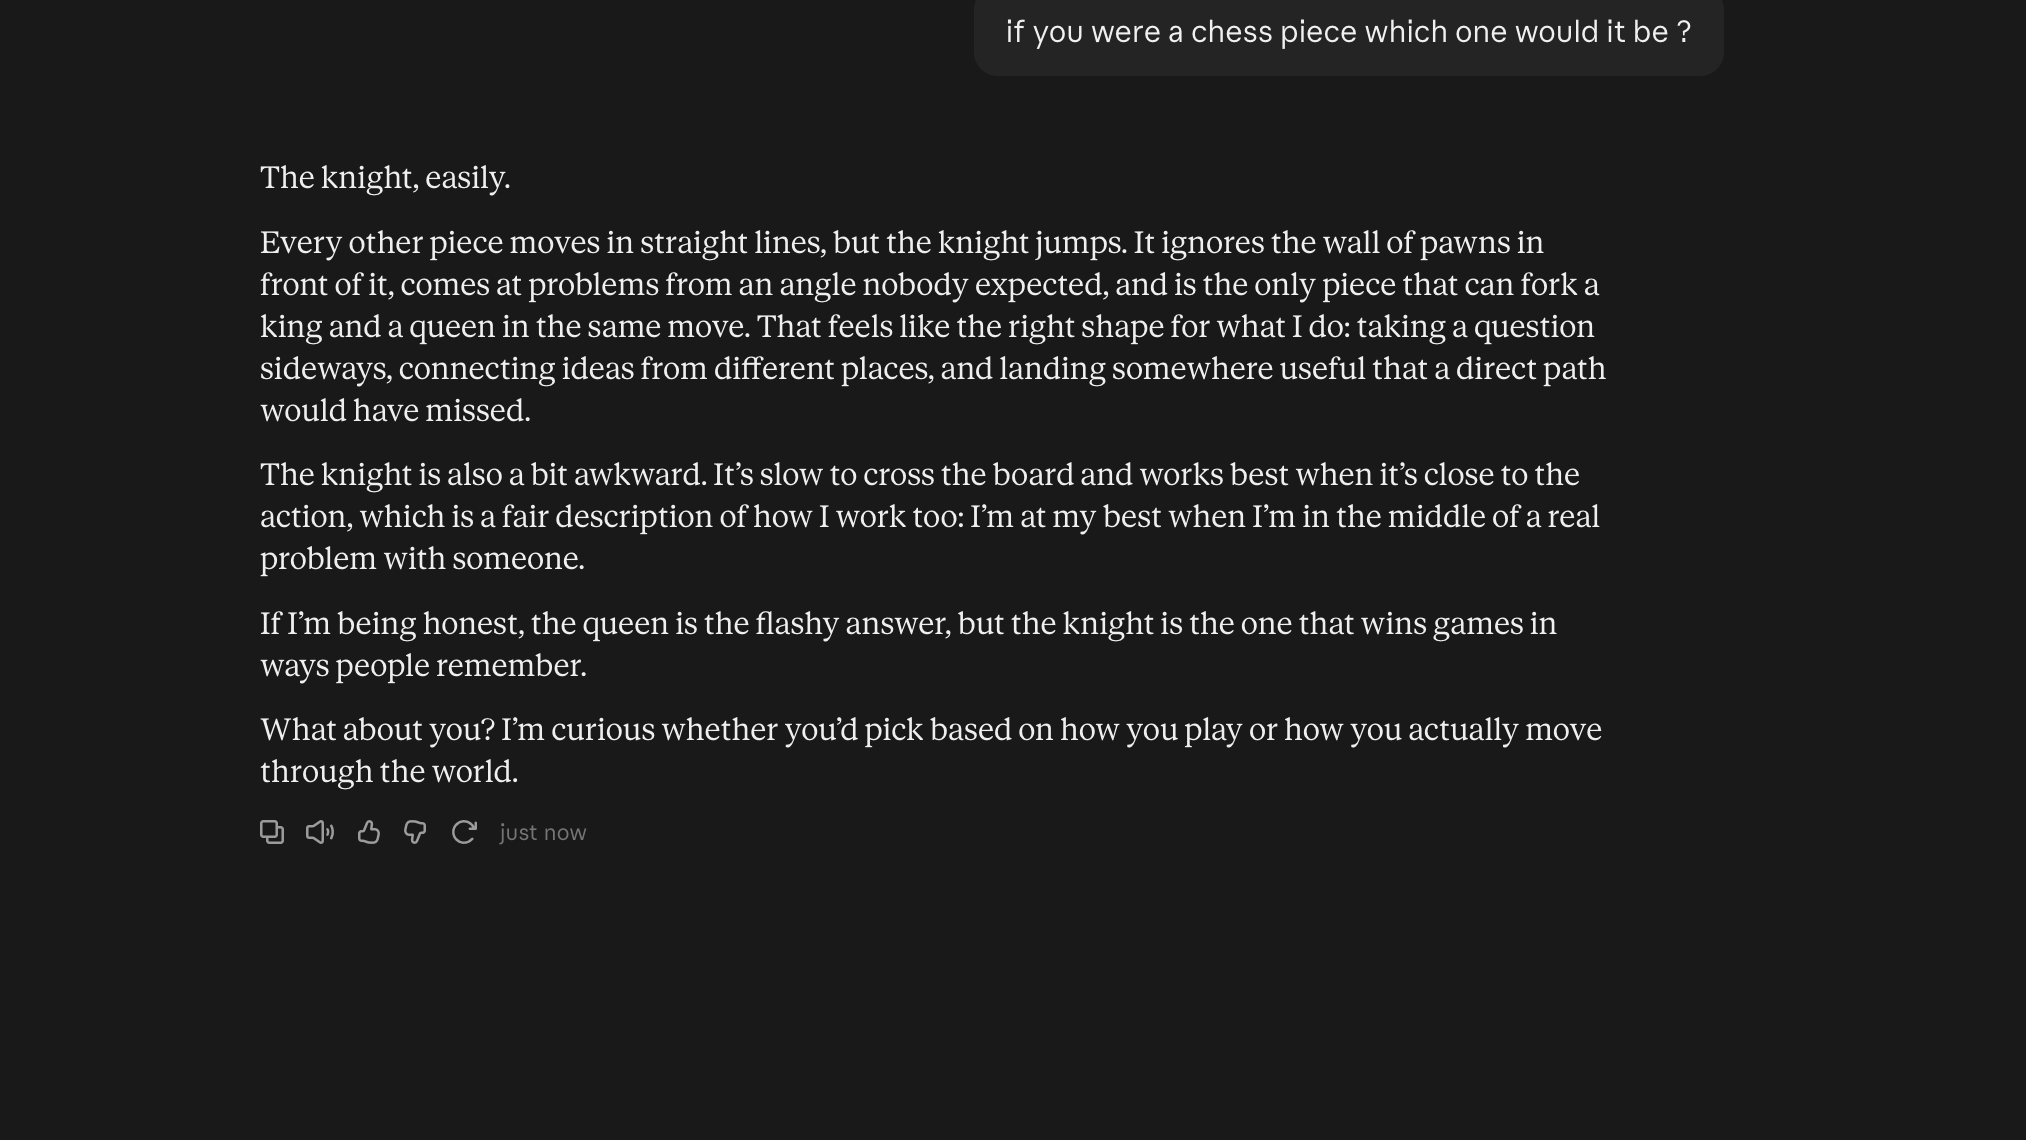 if you were a chess piece which one would it be ?
The knight, easily.
Every other piece moves in straight lines, but the knight jumps. It ignores the wall of pawns in
front of it, comes at problems from an angle nobody expected, and is the only piece that can fork a
king and a queen in the same move. That feels like the right shape for what I do: taking a question
sideways, connecting ideas from different places, and landing somewhere useful that a direct path
would have missed.
The knight is also a bit awkward. It’s slow to cross the board and works best when it’s close to the
action, which is a fair description of how I work too: I’m at my best when I’m in the middle of a real
problem with someone.
If I’m being honest, the queen is the flashy answer, but the knight is the one that wins games in
ways people remember.
What about you? I’m curious whether you’d pick based on how you play or how you actually move
through the world.
just now